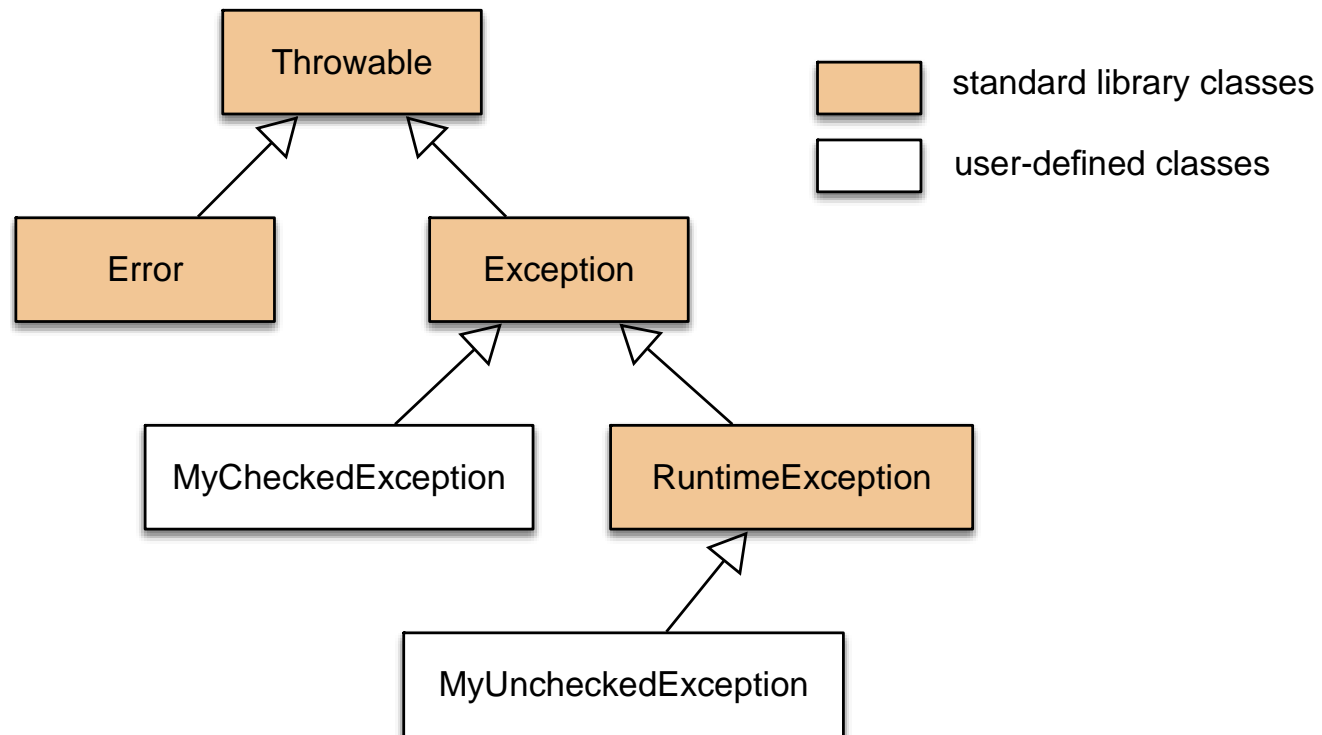 Throwable
standard library classes
user-defined classes
Error
Exception
MyCheckedException
RuntimeException
MyUncheckedException